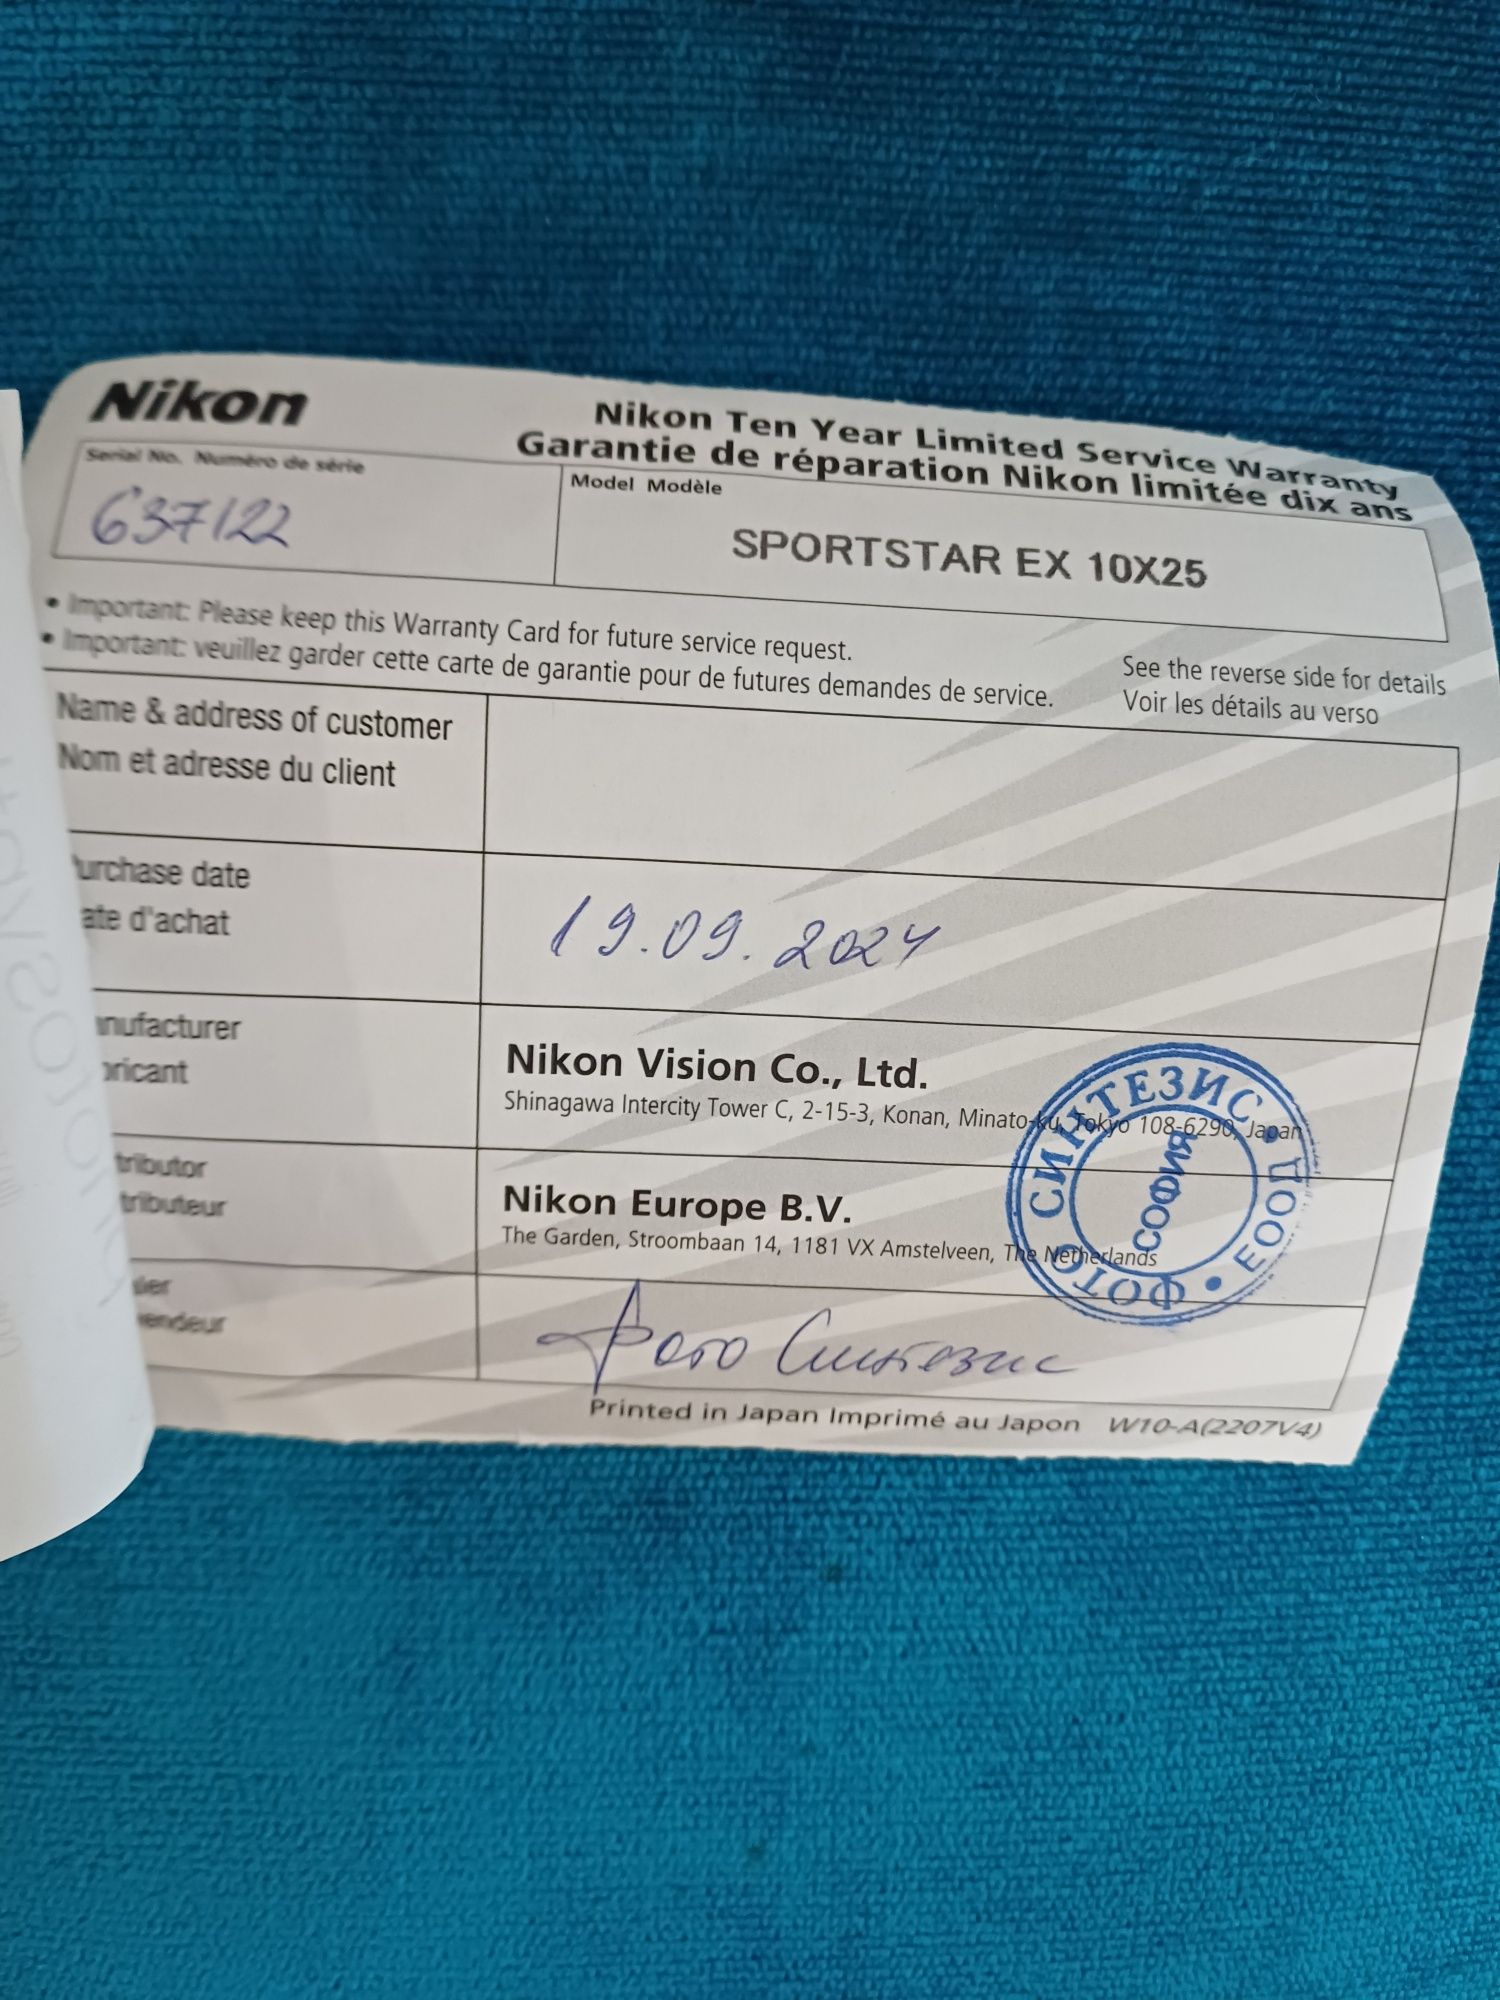 Nikon
Nikon Ten Year Limited Service Warranty
Garantie de réparation Nikon limitée dix ans
Serial No. Numéro de série
637122
Model Modèle
SPORTSTAR EX 10X25
• Important: Please keep this Warranty Card for future service request.
• Important: veuillez garder cette carte de garantie pour de futures demandes de service.
See the reverse side for details
Voir les détails au verso
Name & address of customer
Nom et adresse du client
urchase date
ate d'achat
19.09.2024
nufacturer
ricant
Nikon Vision Co., Ltd.
Shinagawa Intercity Tower C, 2-15-3, Konan, Minato-ku, Tokyo 108-6290, Japan
tributor
tributeur
Nikon Europe B.V.
The Garden, Stroombaan 14, 1181 VX Amstelveen, The Netherlands
ФОТО СИНТЕЗИС • ЕООД •
СОФИЯ
ler
endeur
Фото Синтезис
Printed in Japan Imprimé au Japon W10-A(2207V4)